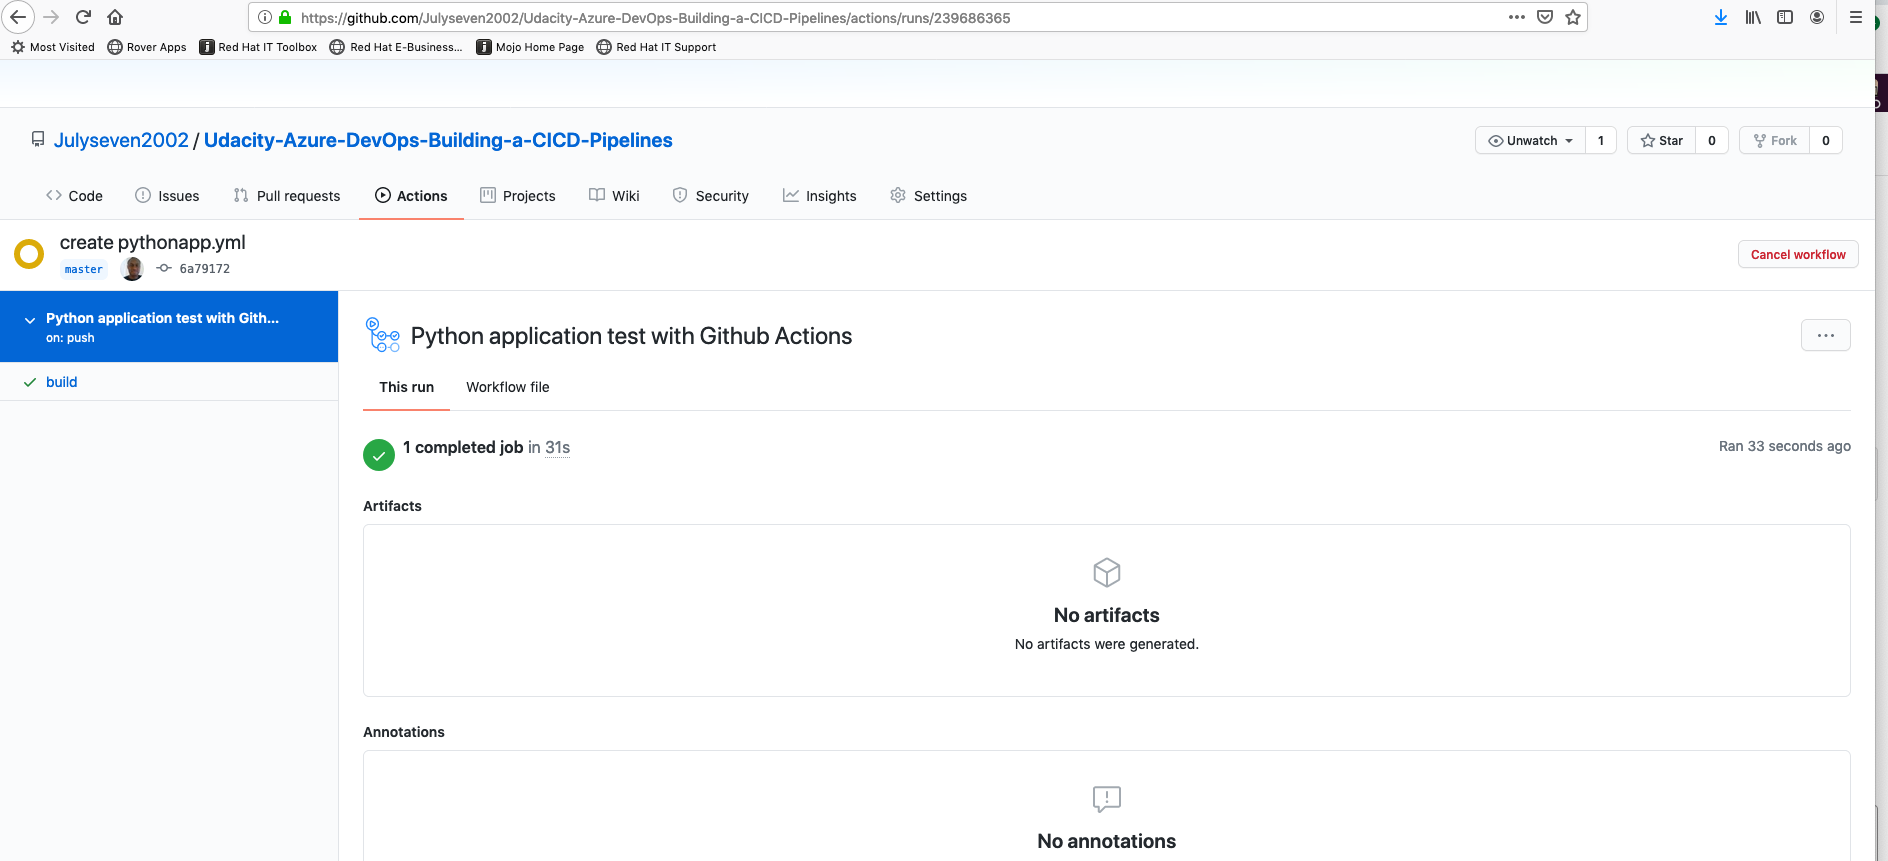 https://github.com/Julyseven2002/Udacity-Azure-DevOps-Building-a-CICD-Pipelines/actions/runs/239686365
Most Visited Rover Apps Red Hat IT Toolbox Red Hat E-Business... Mojo Home Page Red Hat IT Support
Julyseven2002 / Udacity-Azure-DevOps-Building-a-CICD-Pipelines
Unwatch 1 Star 0 Fork 0
Code Issues Pull requests Actions Projects Wiki Security Insights Settings
create pythonapp.yml
master 6a79172
Cancel workflow
Python application test with Gith...
on: push
build
Python application test with Github Actions
This run Workflow file
1 completed job in 31s
Ran 33 seconds ago
Artifacts
No artifacts
No artifacts were generated.
Annotations
No annotations